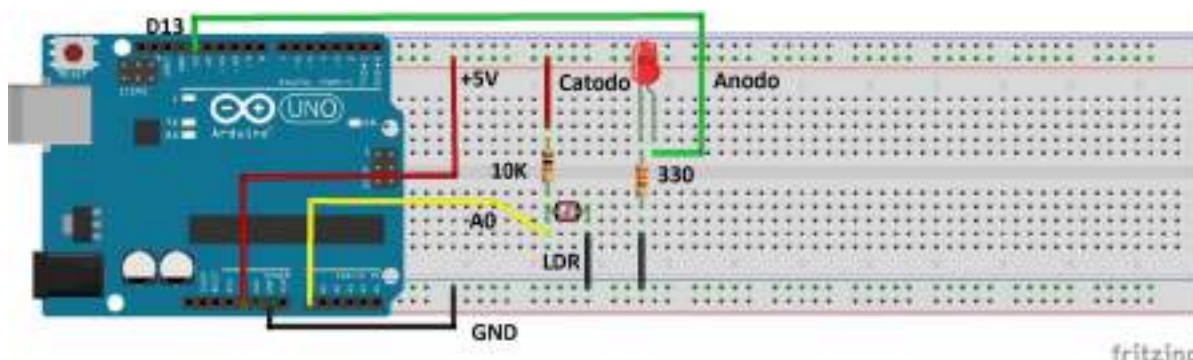 D13
+5V
Catodo
Anodo
UNO
Arduino
10K
330
A0
LDR
GND
fritzing